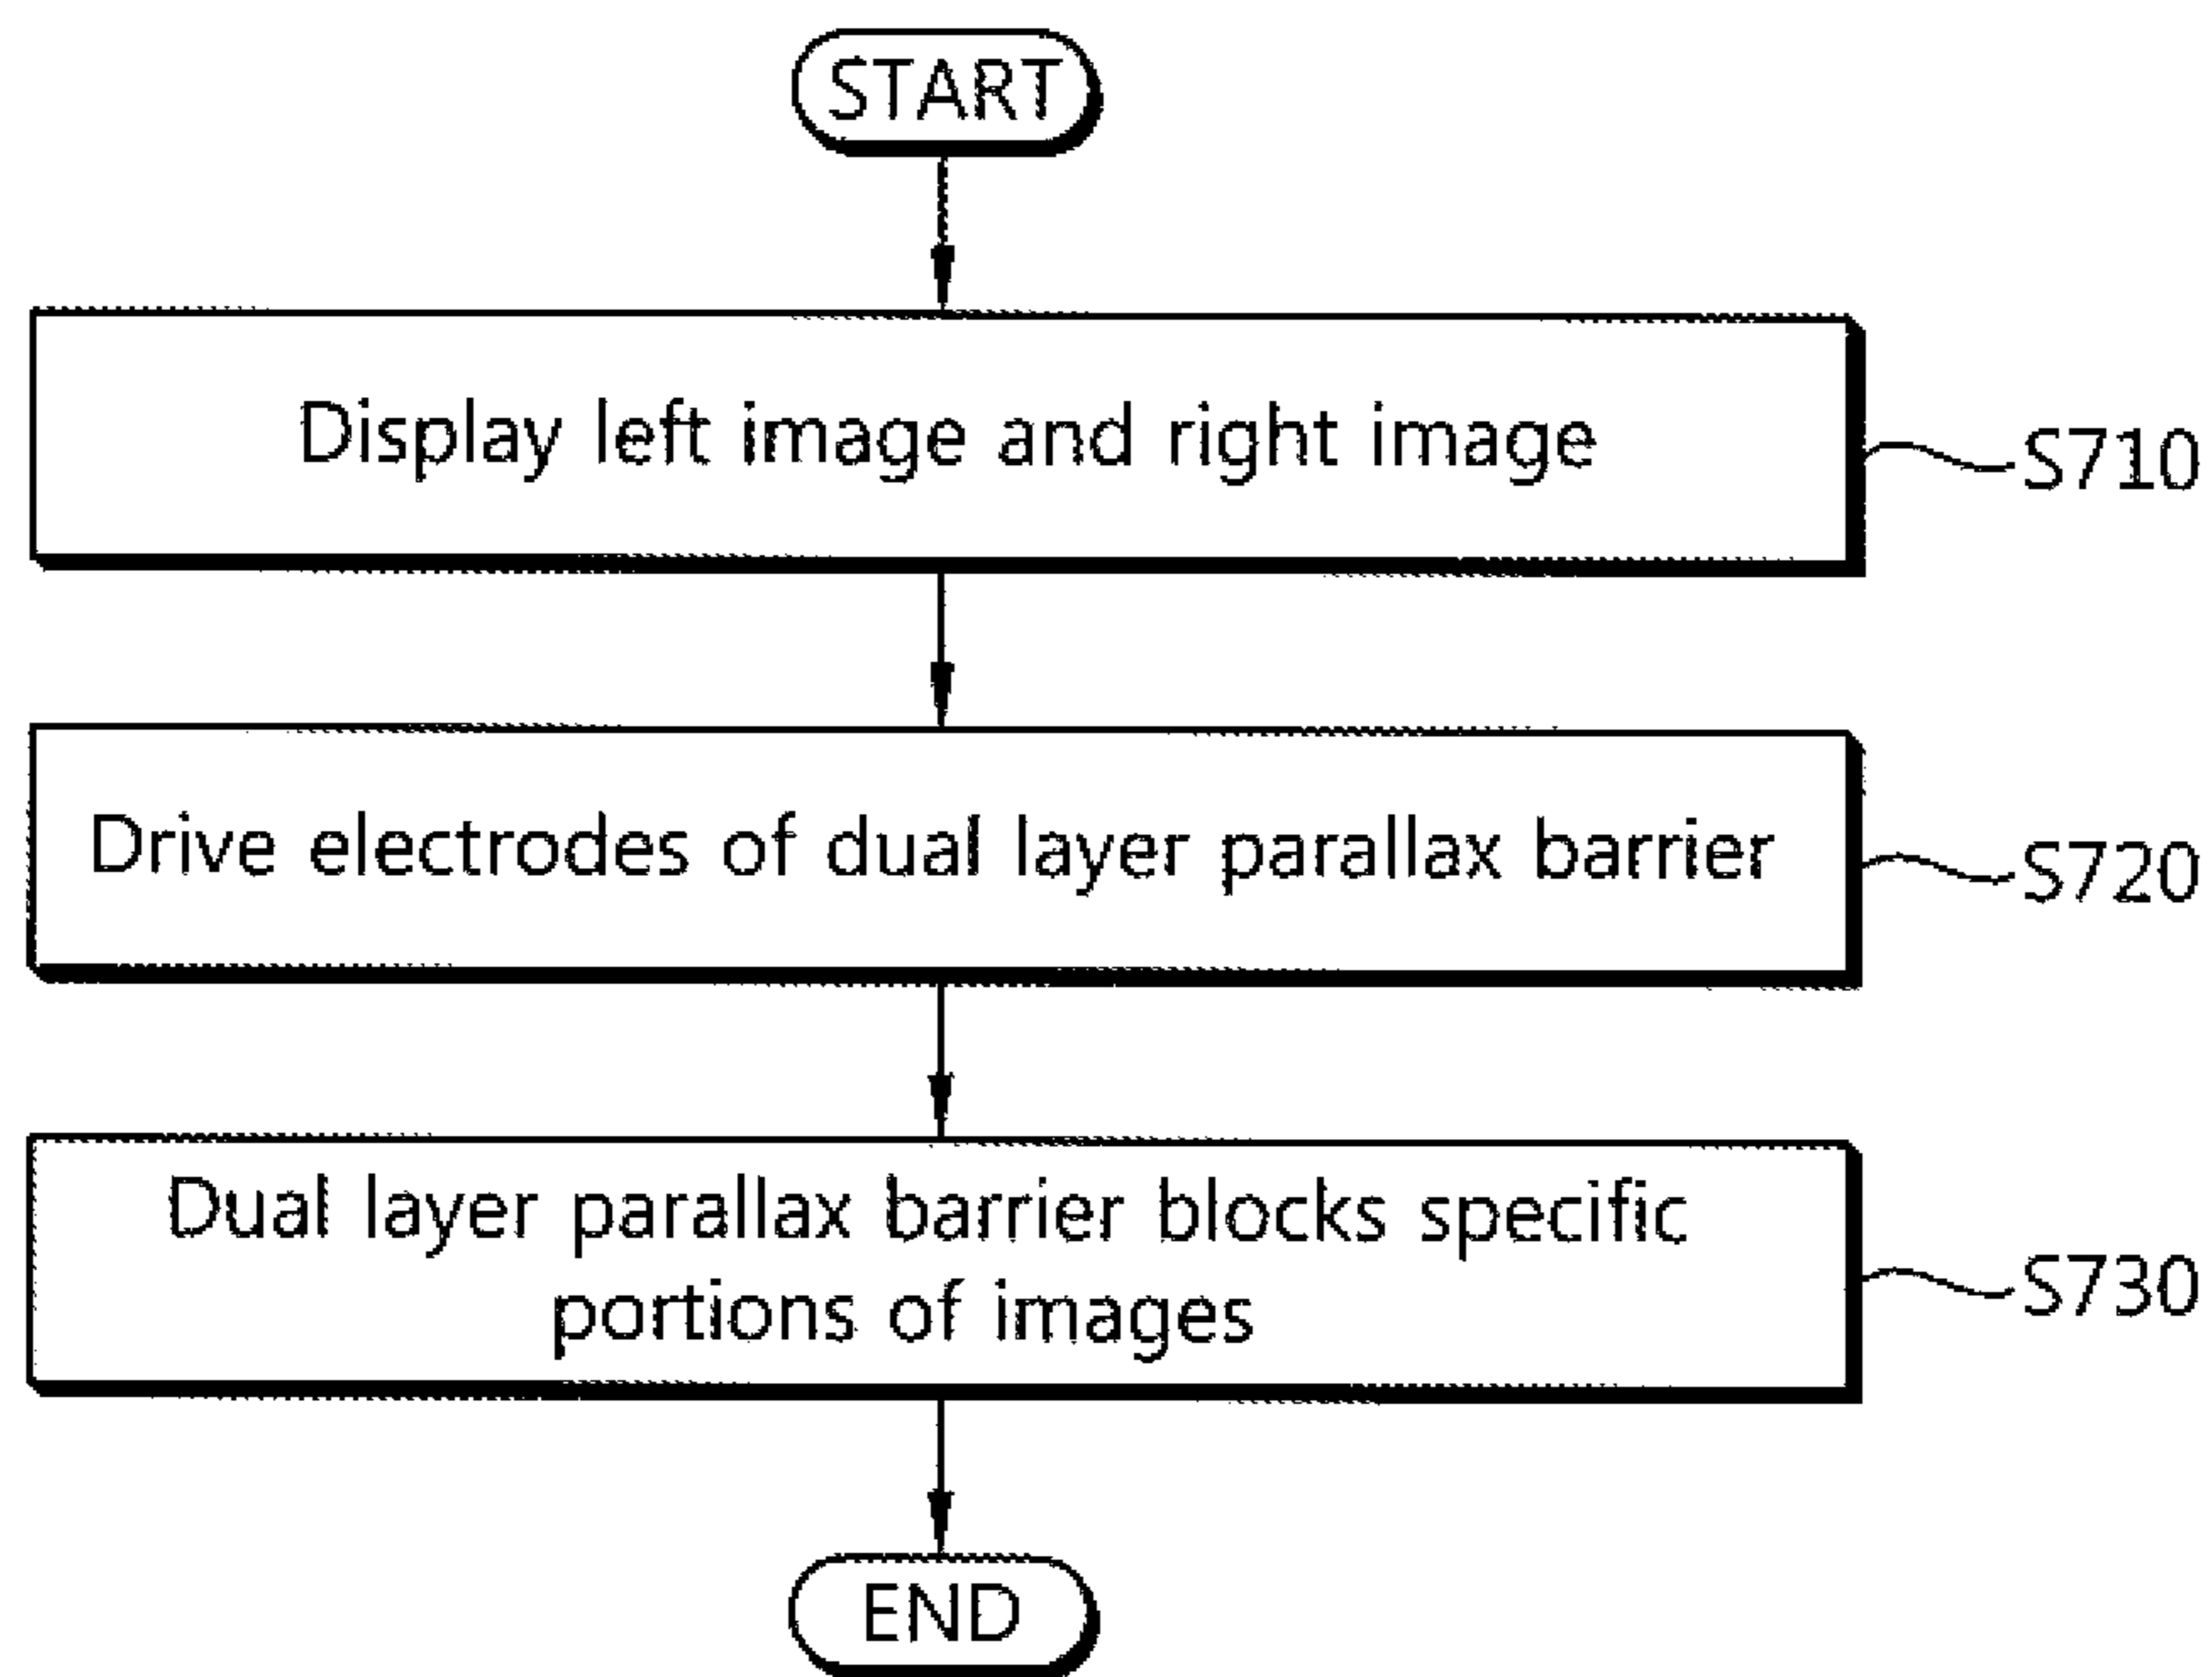 START
Display left image and right image
S710
Drive electrodes of dual layer parallax barrier
S720
Dual layer parallax barrier blocks specific
portions of images
S730
END